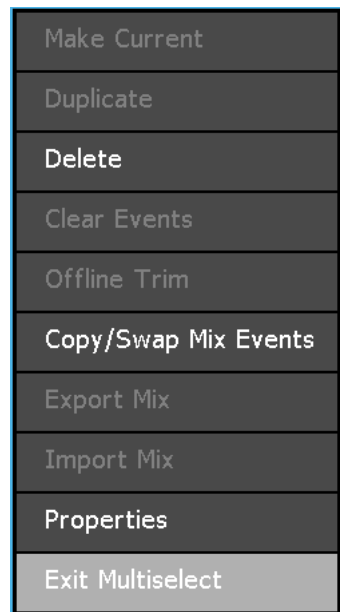 Make Current
Duplicate
Delete
Clear Events
Offline Trim
Copy/Swap Mix Events
Export Mix
Import Mix
Properties
Exit Multiselect